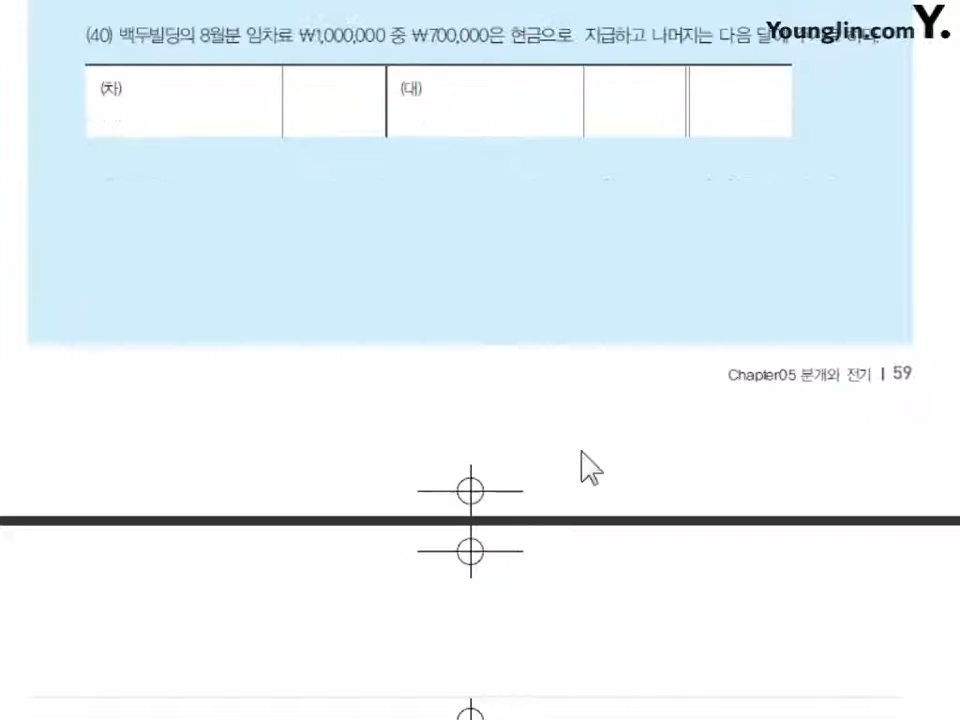 YoungJin.com Y.
(40) 백두빌딩의 8월분 임차료 ₩1,000,000 중 ₩700,000은 현금으로 지급하고 나머지는 다음 달에
(차) (대)
Chapter05 분개와 전기 | 59